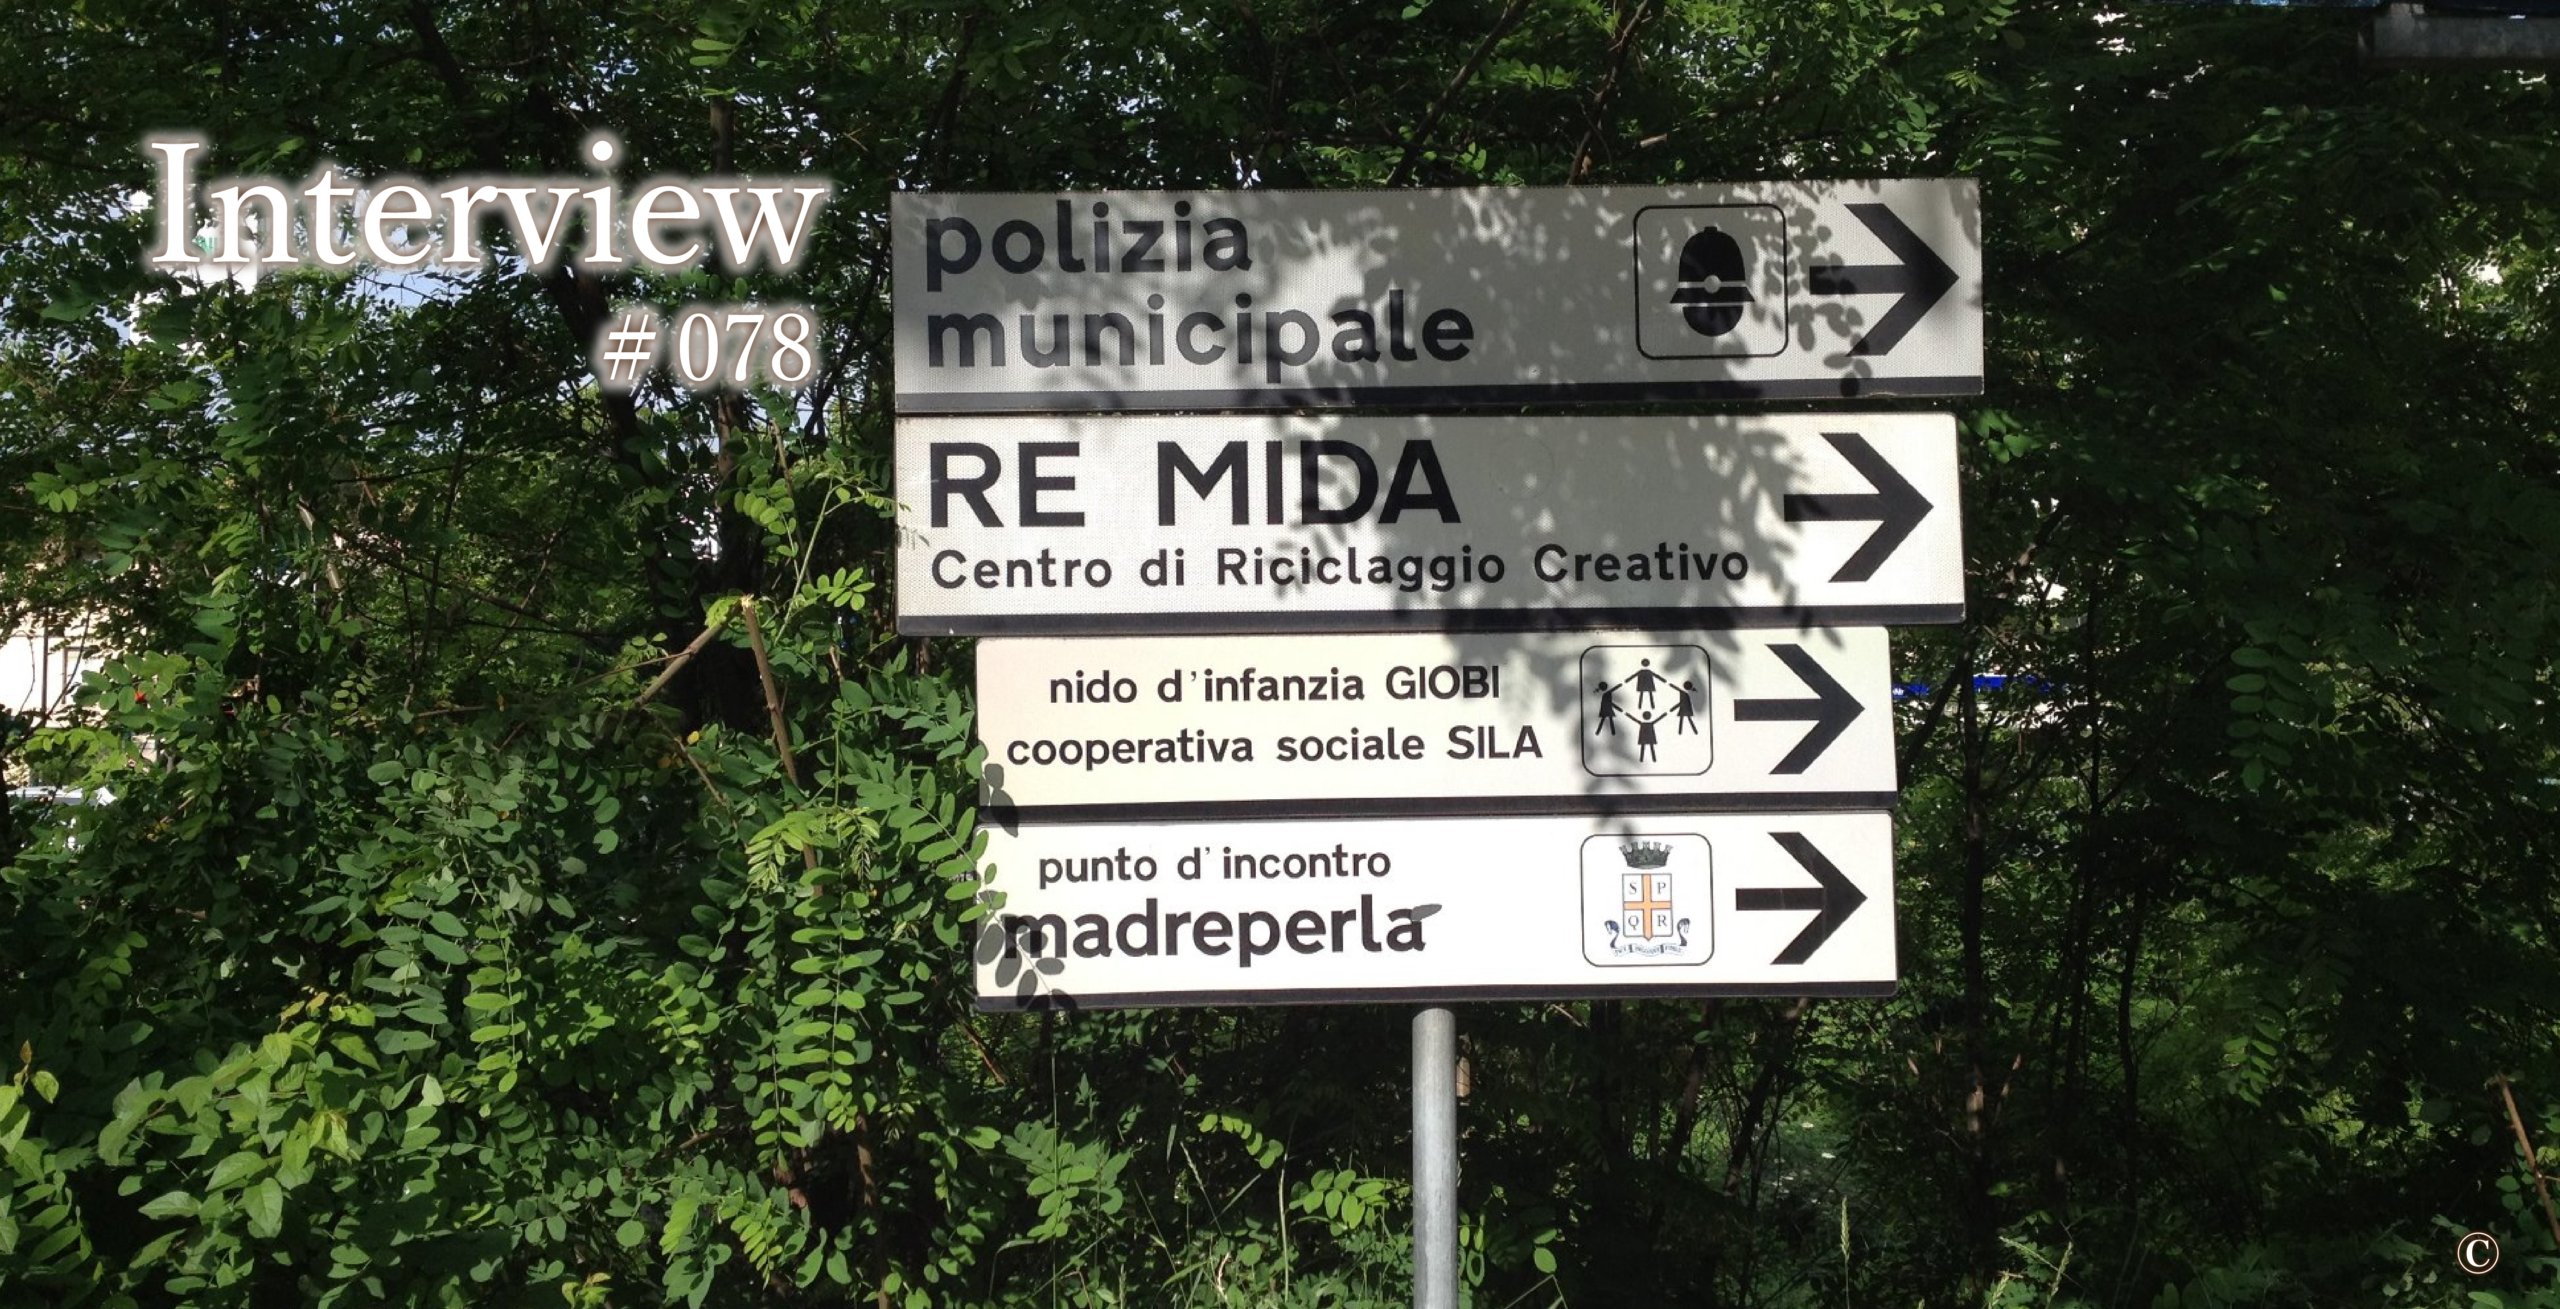 Interview
# 078
polizia
municipale
RE MIDA
Centro di Riciclaggio Creativo
nido d'infanzia GIOBI
cooperativa sociale SILA
punto d'incontro
madreperla
S P
Q R
©